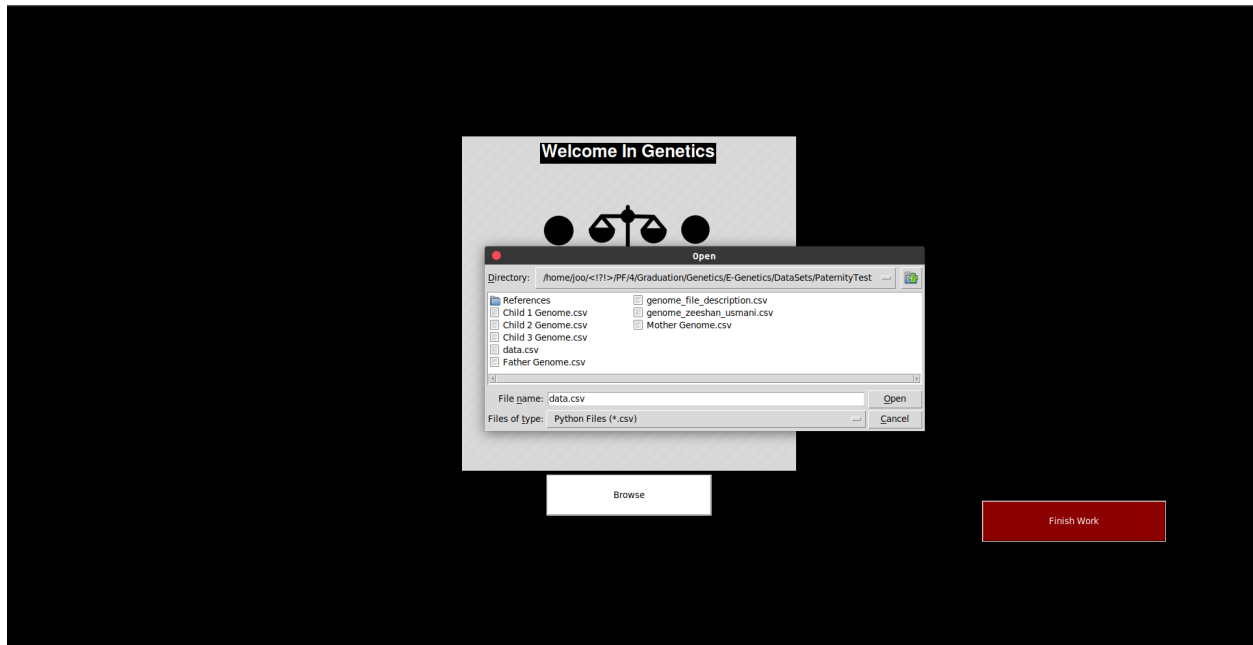 Welcome In Genetics
Open
Directory: /home/joo/<!?!>/PF/4/Graduation/Genetics/E-Genetics/DataSets/PaternityTest
References
Child 1 Genome.csv
Child 2 Genome.csv
Child 3 Genome.csv
data.csv
Father Genome.csv
genome_file_description.csv
genome_zeeshan_usmani.csv
Mother Genome.csv
File name: data.csv
Open
Files of type: Python Files (*.csv)
Cancel
Browse
Finish Work